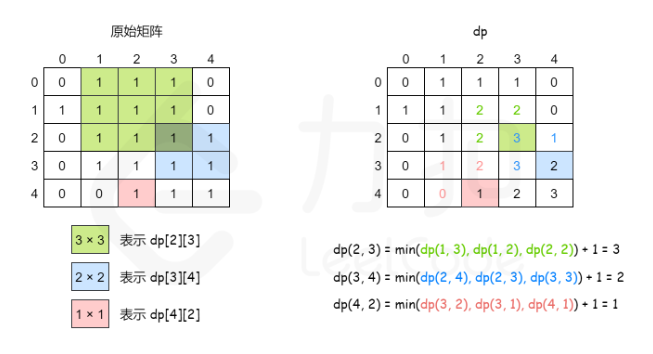 原始矩阵
0 1 2 3 4
0 0 1 1 1 0
1 1 1 1 1 0
2 0 1 1 1 1
3 0 1 1 1 1
4 0 0 1 1 1
3 × 3 表示 dp[2][3]
2 × 2 表示 dp[3][4]
1 × 1 表示 dp[4][2]
dp
0 1 2 3 4
0 0 1 1 1 0
1 1 1 2 2 0
2 0 1 2 3 1
3 0 1 2 3 2
4 0 0 1 2 3
dp(2, 3) = min(dp(1, 3), dp(1, 2), dp(2, 2)) + 1 = 3
dp(3, 4) = min(dp(2, 4), dp(2, 3), dp(3, 3)) + 1 = 2
dp(4, 2) = min(dp(3, 2), dp(3, 1), dp(4, 1)) + 1 = 1
力扣
LeetCode